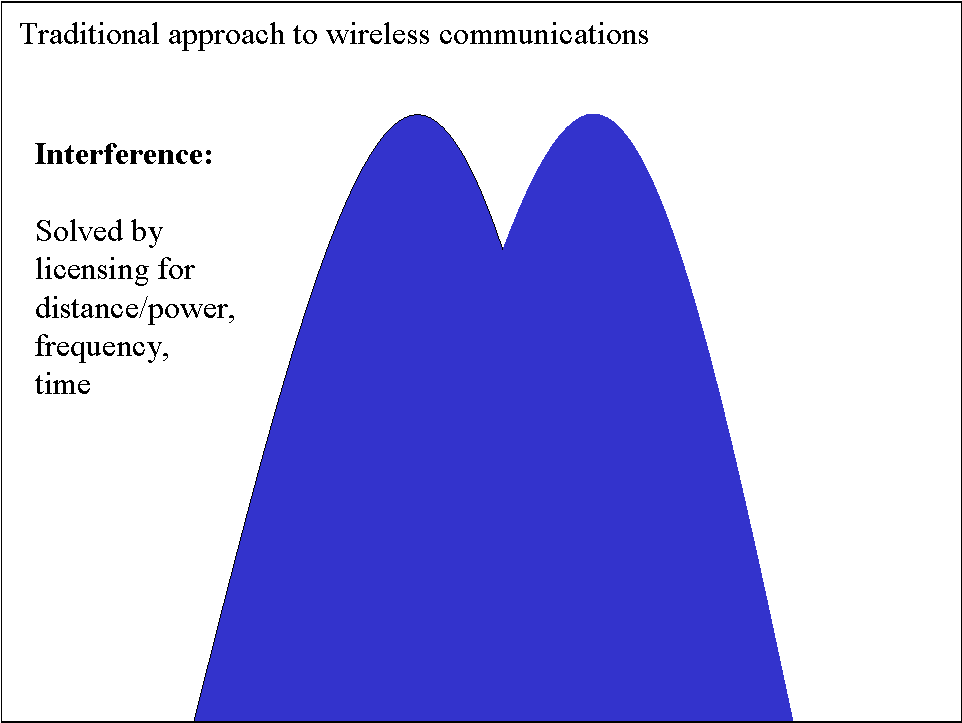 Traditional approach to wireless communications
Interference:
Solved by
licensing for
distance/power,
frequency,
time